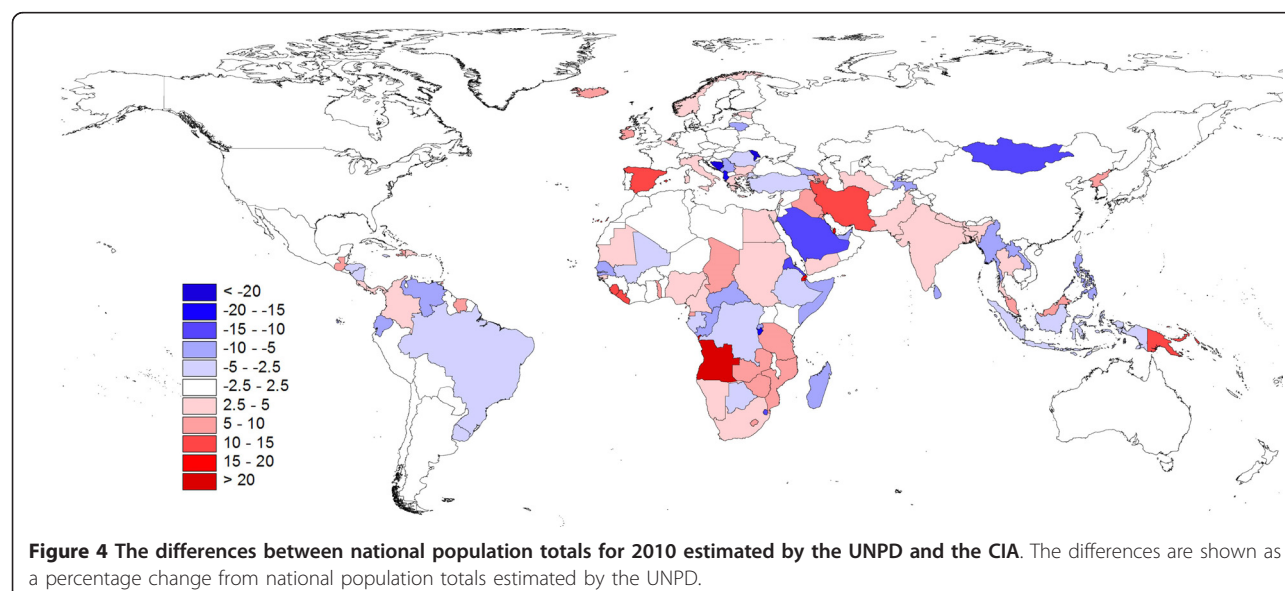 < -20
-20 - -15
-15 - -10
-10 - -5
-5 - -2.5
-2.5 - 2.5
2.5 - 5
5 - 10
10 - 15
15 - 20
> 20
Figure 4 The differences between national population totals for 2010 estimated by the UNPD and the CIA. The differences are shown as
a percentage change from national population totals estimated by the UNPD.